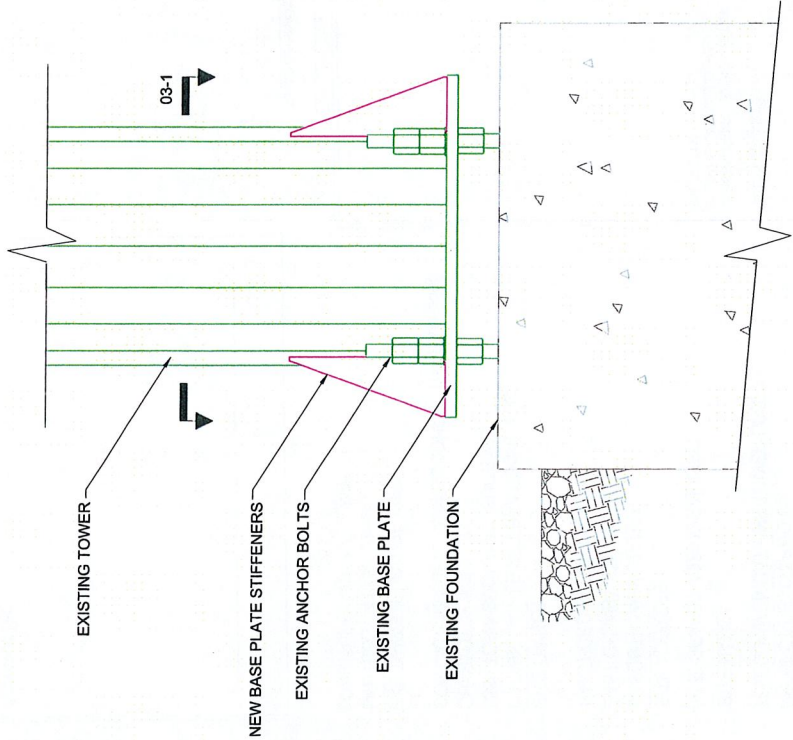 03-1
EXISTING TOWER
NEW BASE PLATE STIFFENERS
EXISTING ANCHOR BOLTS
EXISTING BASE PLATE
EXISTING FOUNDATION